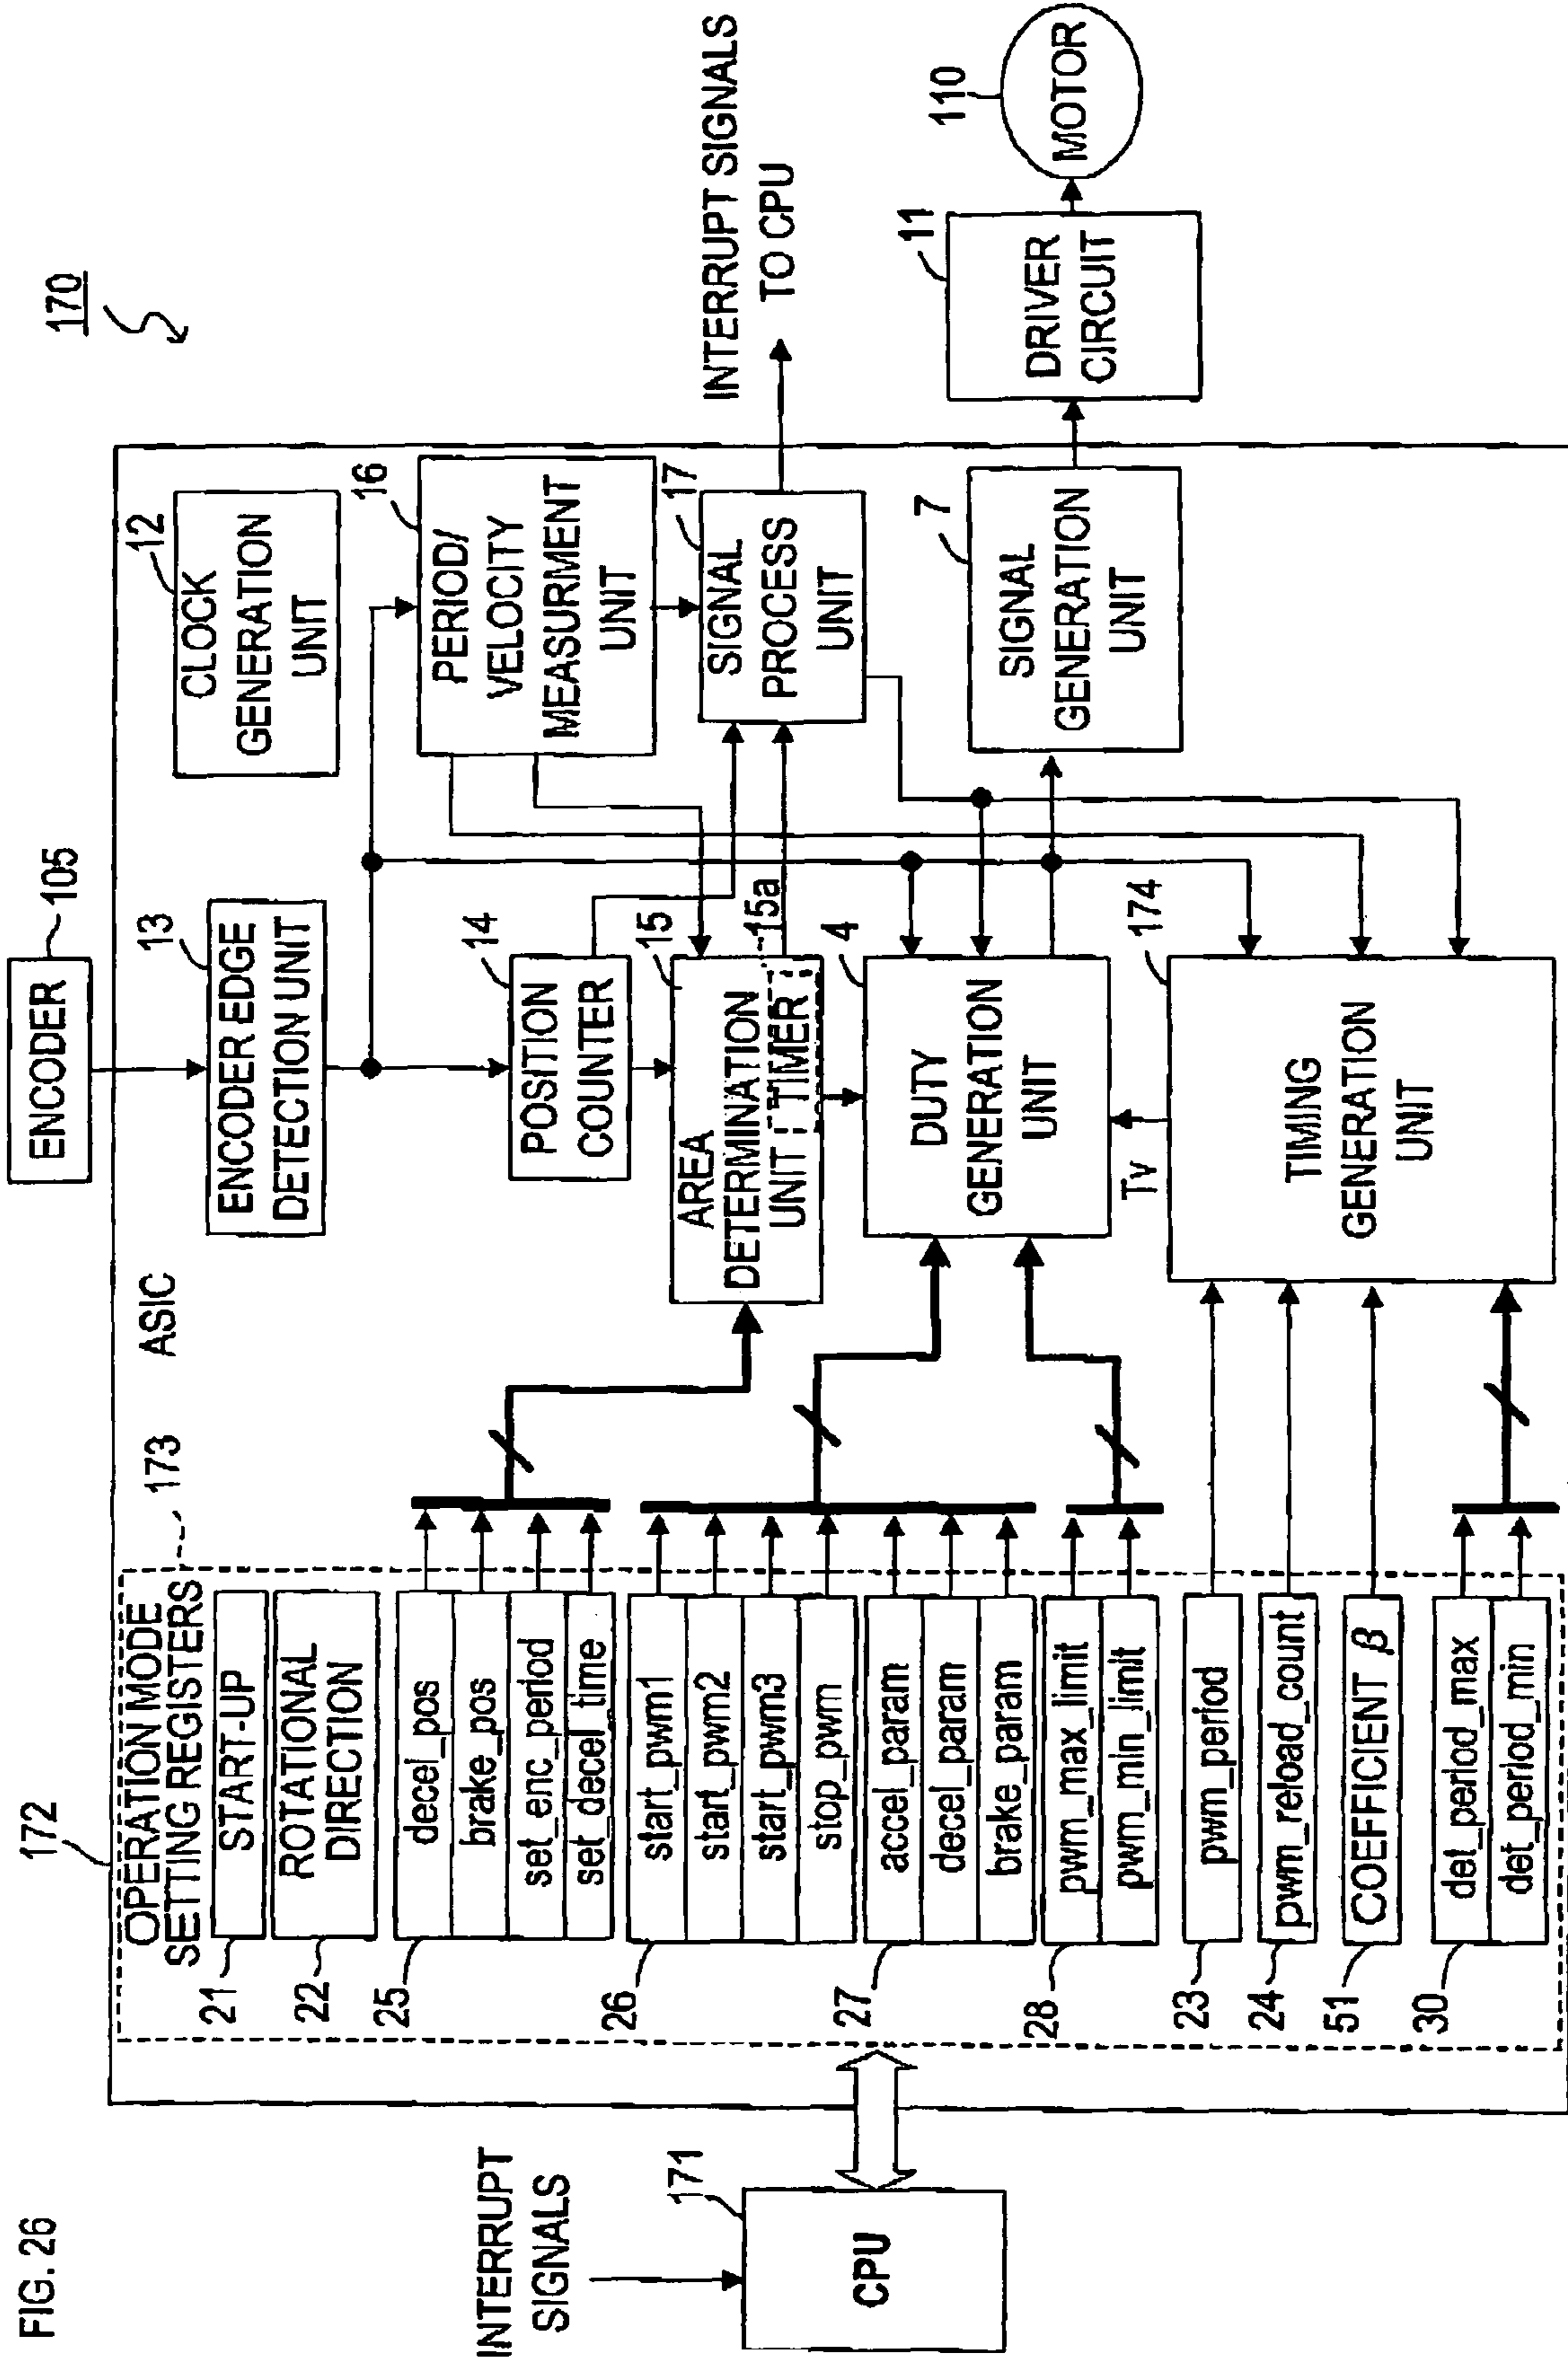 FIG. 26
170
INTERRUPT
SIGNALS
171
CPU
172
OPERATION MODE
SETTING REGISTERS
173
ASIC
21
START-UP
22
ROTATIONAL
DIRECTION
25
decel_pos
brake_pos
set_enc_period
set_decel_time
26
start_pwm1
start_pwm2
start_pwm3
stop_pwm
27
accel_param
decel_param
brake_param
28
pwm_max_limit
pwm_min_limit
23
pwm_period
24
pwm_reload_count
51
COEFFICIENT β
30
det_period_max
det_period_min
ENCODER
105
13
ENCODER EDGE
DETECTION UNIT
14
POSITION
COUNTER
15
AREA
DETERMINATION
UNIT
TIMER
15a
4
DUTY
GENERATION
UNIT
Tv
174
TIMING
GENERATION
UNIT
12
CLOCK
GENERATION
UNIT
16
PERIOD/
VELOCITY
MEASURMENT
UNIT
17
SIGNAL
PROCESS
UNIT
7
SIGNAL
GENERATION
UNIT
INTERRUPT SIGNALS
TO CPU
11
DRIVER
CIRCUIT
110
MOTOR